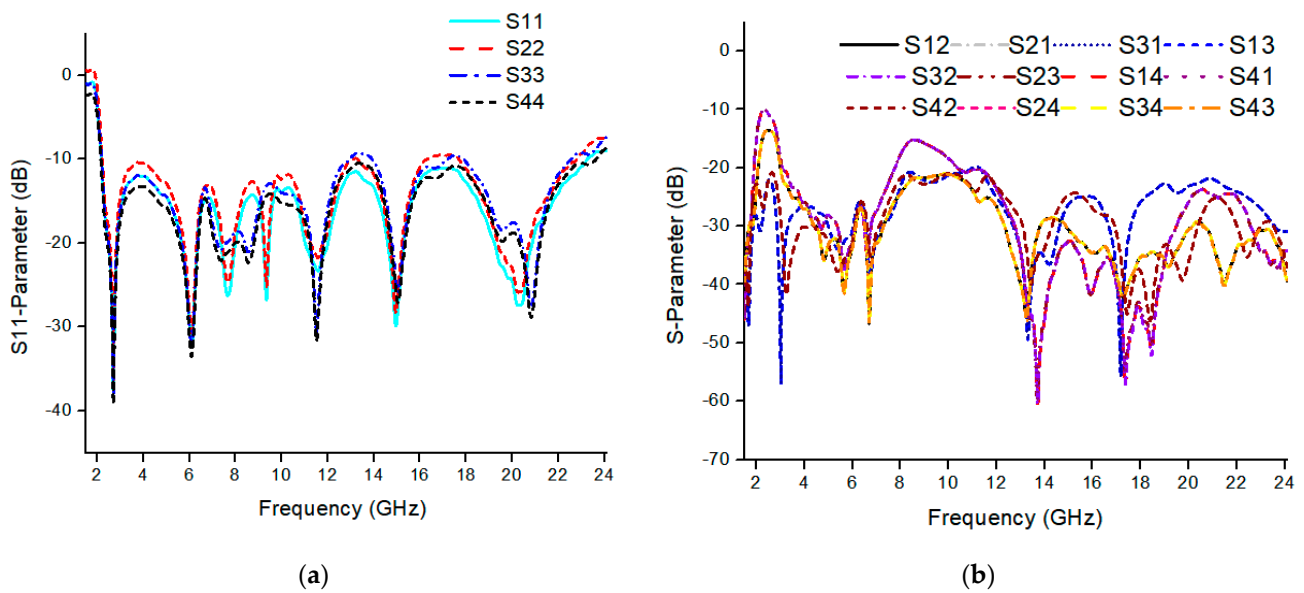 S11
S22
S33
S44
5
0
-10
-20
-30
-40
S11-Parameter (dB)
2 4 6 8 10 12 14 16 18 20 22 24
Frequency (GHz)
(a)
S12 S21 S31 S13
S32 S23 S14 S41
S42 S24 S34 S43
0
-10
-20
-30
-40
-50
-60
-70
S-Parameter (dB)
2 4 6 8 10 12 14 16 18 20 22 24
Frequency (GHz)
(b)